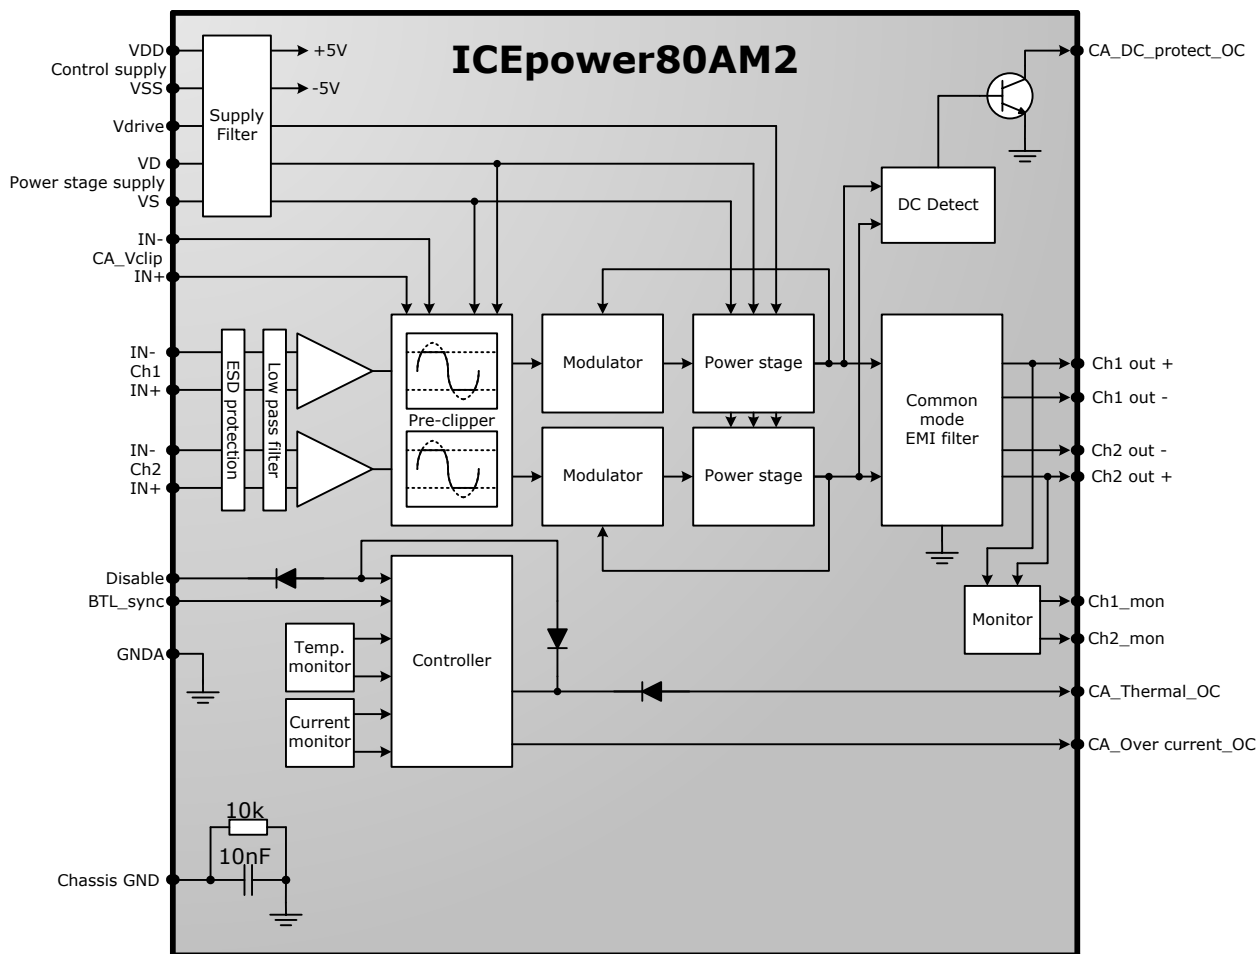 ICEpower80AM2
VDD
Control supply
VSS
Vdrive
VD
Power stage supply
VS
IN-
CA_Vclip
IN+
Supply
Filter
+5V
-5V
CA_DC_protect_OC
DC Detect
IN-
Ch1
IN+
IN-
Ch2
IN+
ESD protection
Low pass filter
Pre-clipper
Modulator
Power stage
Modulator
Power stage
Common
mode
EMI filter
Ch1 out +
Ch1 out -
Ch2 out -
Ch2 out +
Disable
BTL_sync
GNDA
Temp.
monitor
Current
monitor
Controller
Monitor
Ch1_mon
Ch2_mon
CA_Thermal_OC
CA_Over current_OC
10k
10nF
Chassis GND